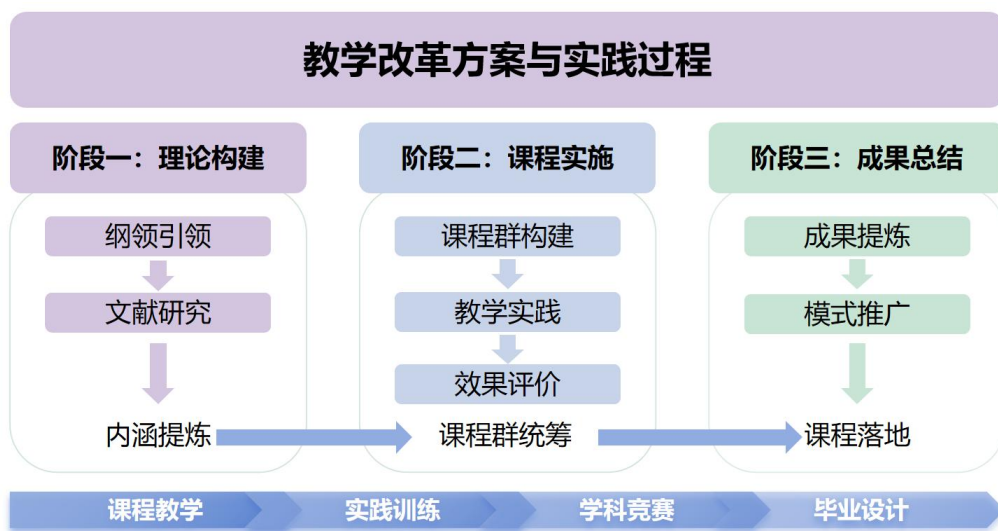 教学改革方案与实践过程
阶段一：理论构建
纲领引领
文献研究
内涵提炼
阶段二：课程实施
课程群构建
教学实践
效果评价
课程群统筹
阶段三：成果总结
成果提炼
模式推广
课程落地
课程教学
实践训练
学科竞赛
毕业设计